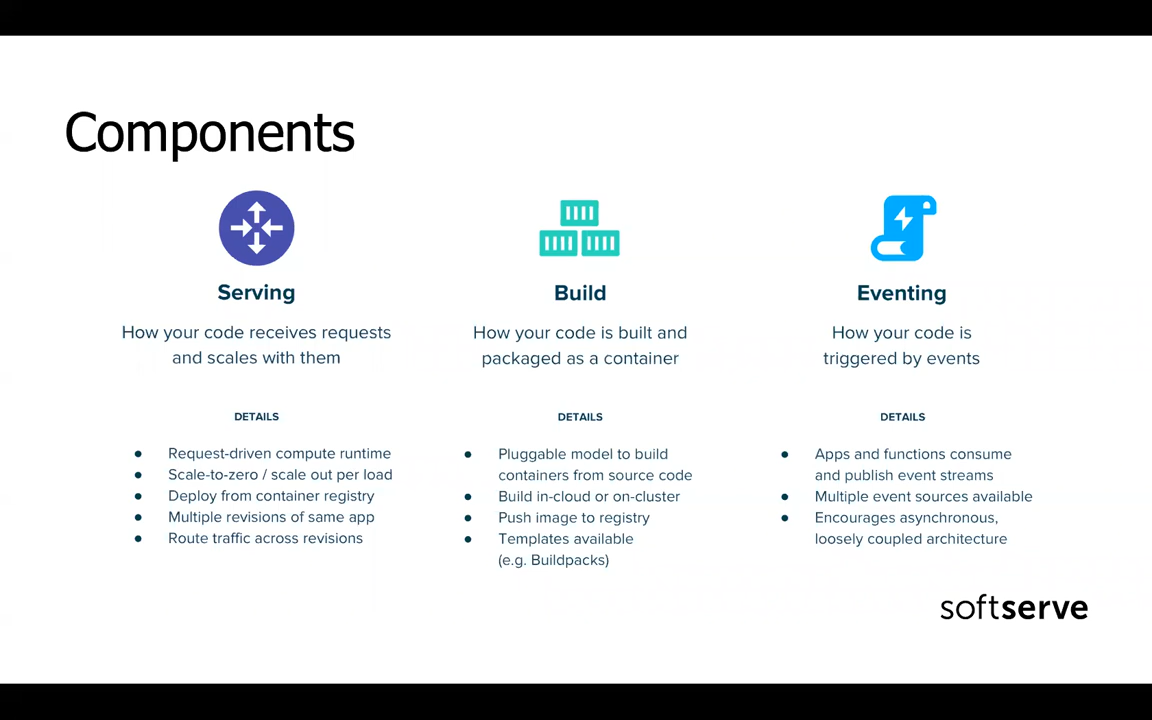 Components
Serving
How your code receives requests
and scales with them
DETAILS
● Request-driven compute runtime
● Scale-to-zero / scale out per load
● Deploy from container registry
● Multiple revisions of same app
● Route traffic across revisions
Build
How your code is built and
packaged as a container
DETAILS
● Pluggable model to build
containers from source code
● Build in-cloud or on-cluster
● Push image to registry
● Templates available
(e.g. Buildpacks)
Eventing
How your code is
triggered by events
DETAILS
● Apps and functions consume
and publish event streams
● Multiple event sources available
● Encourages asynchronous,
loosely coupled architecture
softserve